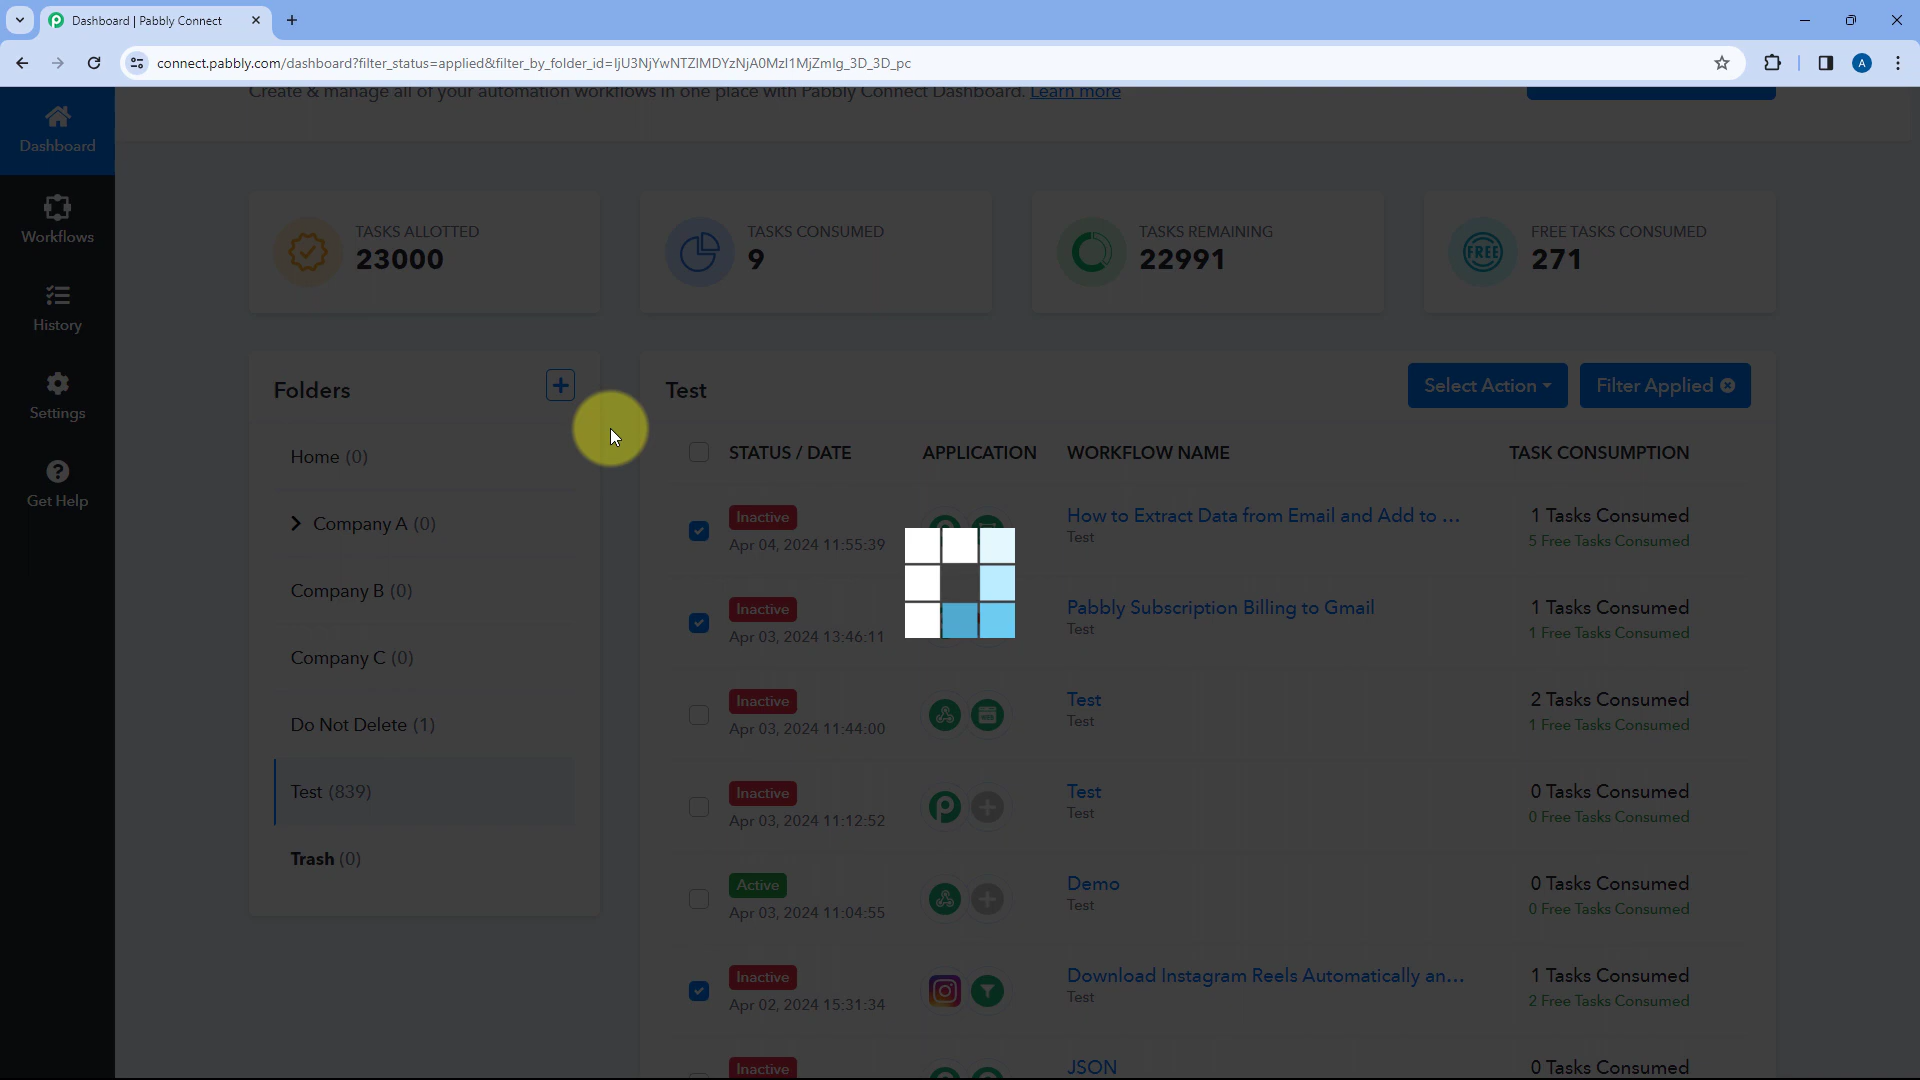 Dashboard | Pabbly Connect
connect.pabbly.com/dashboard?filter_status=applied&filter_by_folder_id=IjU3NjYwNTZlMDYzNjA0MzI1MjZmIg_3D_3D_pc
A
Create & manage all of your automation workflows in one place with Pabbly Connect Dashboard. Learn more
Dashboard
Workflows
History
Settings
Get Help
TASKS ALLOTTED
23000
TASKS CONSUMED
9
TASKS REMAINING
22991
FREE
FREE TASKS CONSUMED
271
Folders
Home (0)
Company A (0)
Company B (0)
Company C (0)
Do Not Delete (1)
Test (839)
Trash (0)
Test
Select Action
Filter Applied
STATUS / DATE APPLICATION WORKFLOW NAME TASK CONSUMPTION
Inactive
Apr 04, 2024 11:55:39
How to Extract Data from Email and Add to ...
Test
1 Tasks Consumed
5 Free Tasks Consumed
Inactive
Apr 03, 2024 13:46:11
Pabbly Subscription Billing to Gmail
Test
1 Tasks Consumed
1 Free Tasks Consumed
Inactive
Apr 03, 2024 11:44:00
Test
Test
2 Tasks Consumed
1 Free Tasks Consumed
Inactive
Apr 03, 2024 11:12:52
Test
Test
0 Tasks Consumed
0 Free Tasks Consumed
Active
Apr 03, 2024 11:04:55
Demo
Test
0 Tasks Consumed
0 Free Tasks Consumed
Inactive
Apr 02, 2024 15:31:34
Download Instagram Reels Automatically an...
Test
1 Tasks Consumed
2 Free Tasks Consumed
Inactive
JSON
0 Tasks Consumed